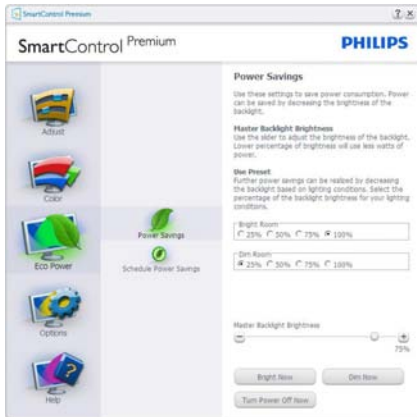 SmartControl Premium
SmartControl Premium
PHILIPS
Adjust
Color
Eco Power
Options
Help
Power Savings
Schedule Power Savings
Power Savings
Use these settings to save power consumption. Power
can be saved by decreasing the brightness of the
backlight.
Master Backlight Brightness
Use the slider to adjust the brightness of the backlight.
Lower percentage of brightness will use less watts of
power.
Use Preset
Further power savings can be realized by decreasing
the backlight based on lighting conditions. Select the
percentage of the backlight brightness for your lighting
conditions.
Bright Room
25% 50% 75% 100%
Dim Room
25% 50% 75% 100%
Master Backlight Brightness
75%
Bright Now Dim Now
Turn Power Off Now